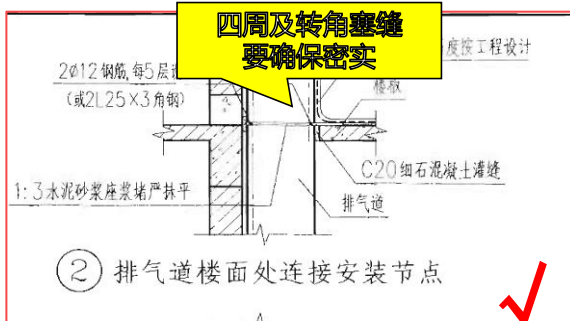 四周及转角塞缝
要确保密实
度按工程设计
2Ø12钢筋,每5层
(或2L25×3角钢)
楼板
C20细石混凝土灌缝
1:3水泥砂浆座浆堵严抹平
排气道
② 排气道楼面处连接安装节点